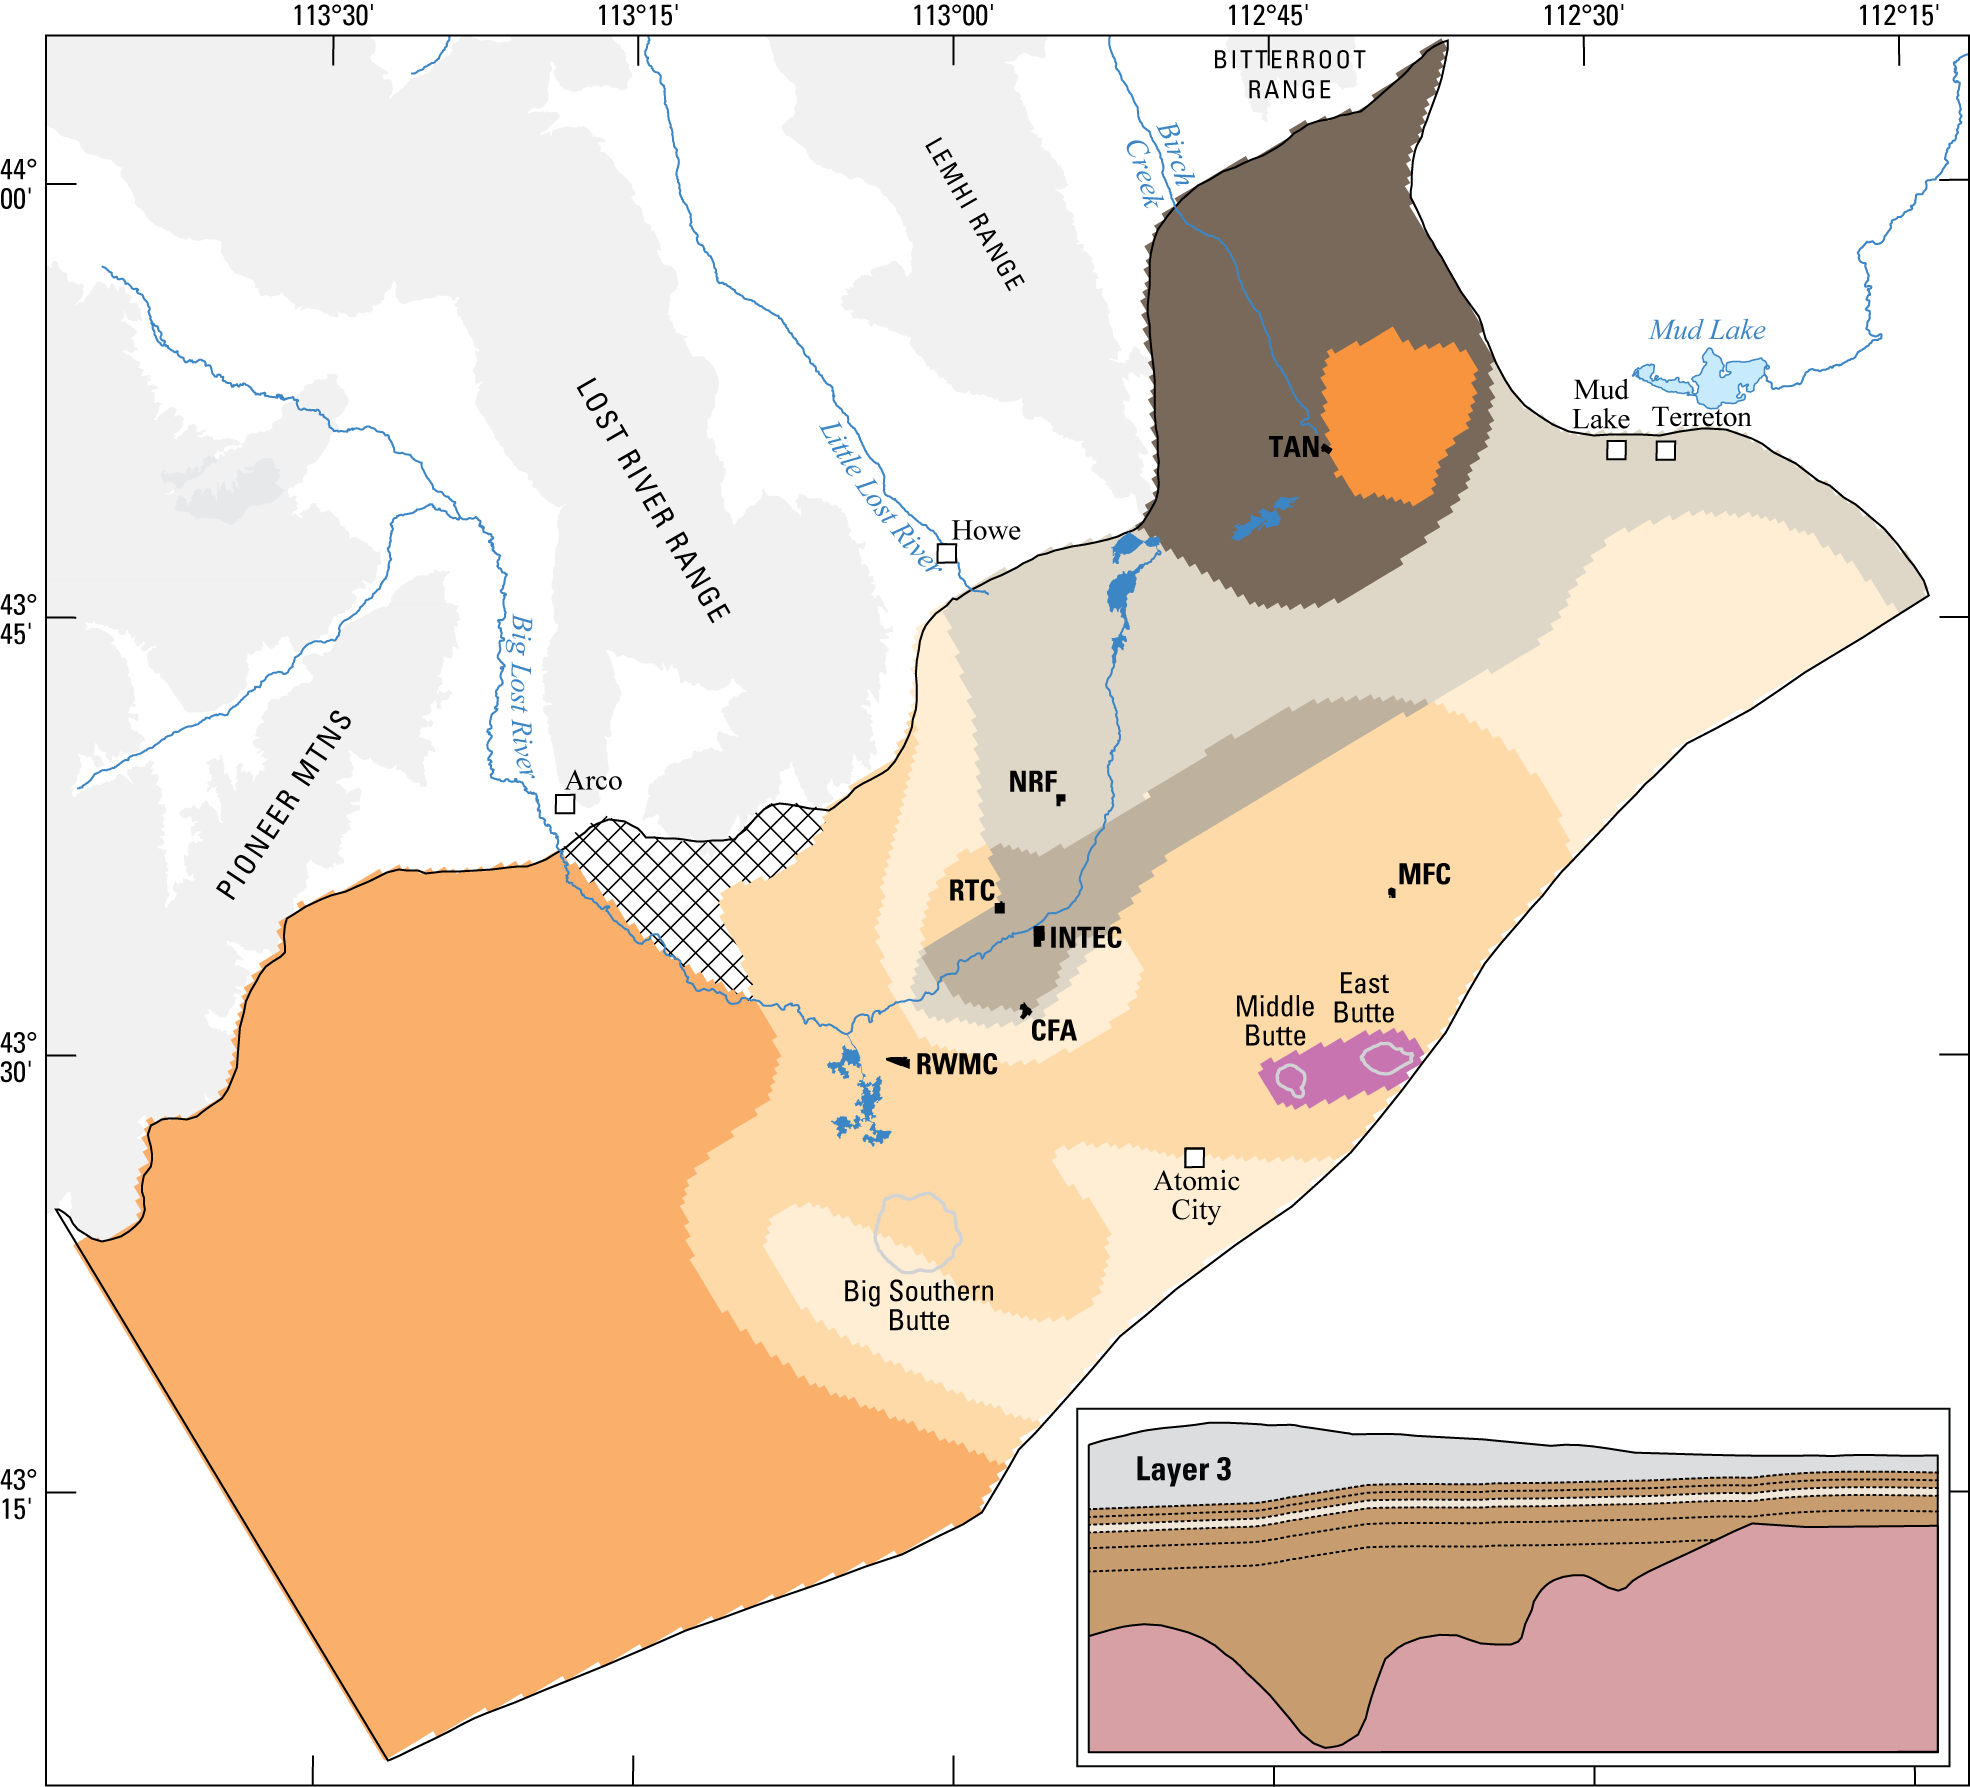 113°30'
113°15'
113°00'
112°45'
112°30'
112°15'
BITTERROOT
RANGE
44°
00'
Birch
Creek
LEMHI RANGE
Mud Lake
Mud
Lake
Terreton
LOST RIVER RANGE
TAN
Little Lost River
Howe
43°
45'
Big Lost River
PIONEER MTNS
Arco
NRF
RTC
MFC
INTEC
East
Butte
Middle
Butte
CFA
43°
30'
RWMC
Atomic
City
Big Southern
Butte
Layer 3
43°
15'